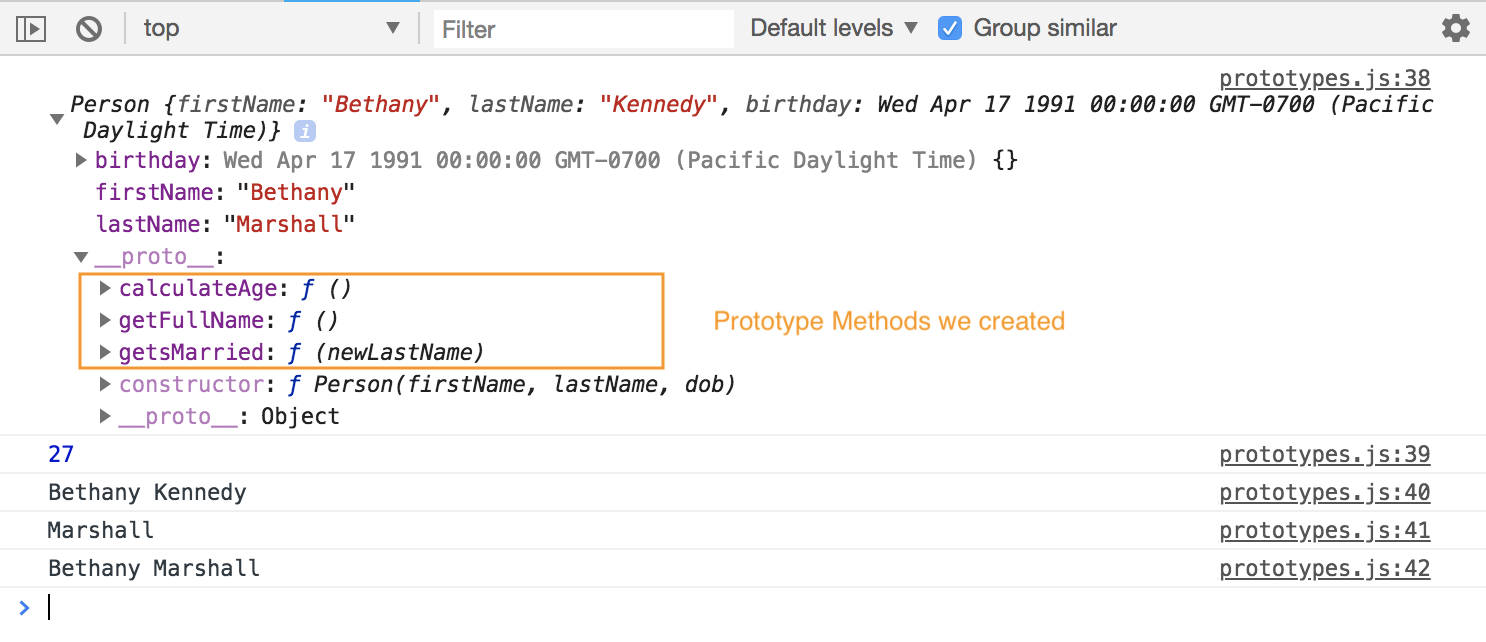 top ▼ Filter Default levels ▼ Group similar
prototypes.js:38
▼ Person {firstName: "Bethany", lastName: "Kennedy", birthday: Wed Apr 17 1991 00:00:00 GMT-0700 (Pacific
Daylight Time)} i
▶ birthday: Wed Apr 17 1991 00:00:00 GMT-0700 (Pacific Daylight Time) {}
firstName: "Bethany"
lastName: "Marshall"
▼ __proto__:
▶ calculateAge: ƒ ()
▶ getFullName: ƒ ()
Prototype Methods we created
▶ getsMarried: ƒ (newLastName)
▶ constructor: ƒ Person(firstName, lastName, dob)
▶ __proto__: Object
27 prototypes.js:39
Bethany Kennedy prototypes.js:40
Marshall prototypes.js:41
Bethany Marshall prototypes.js:42
>